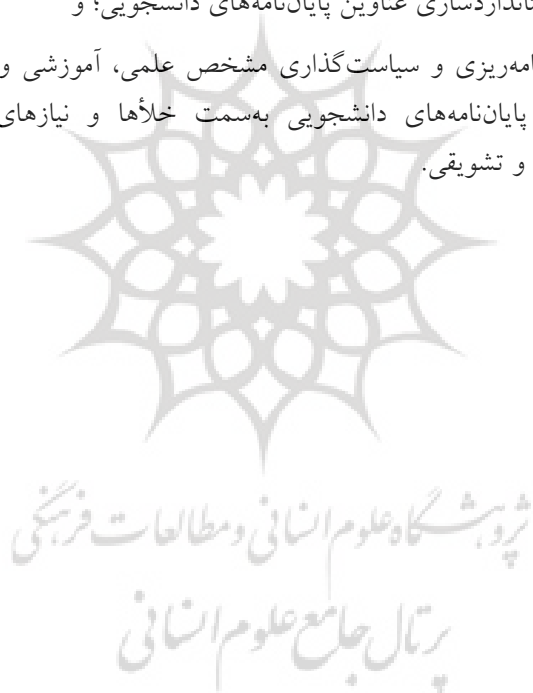 تانداردسازی عناوین پایان‌نامه‌های دانشجویی؛ و
امه‌ریزی و سیاست‌گذاری مشخص علمی، آموزشی و
پایان‌نامه‌های دانشجویی به‌سمت خلأها و نیازهای
و تشویقی.
پژوهشگاه علوم انسانی و مطالعات فرهنگی
پرتال جامع علوم انسانی